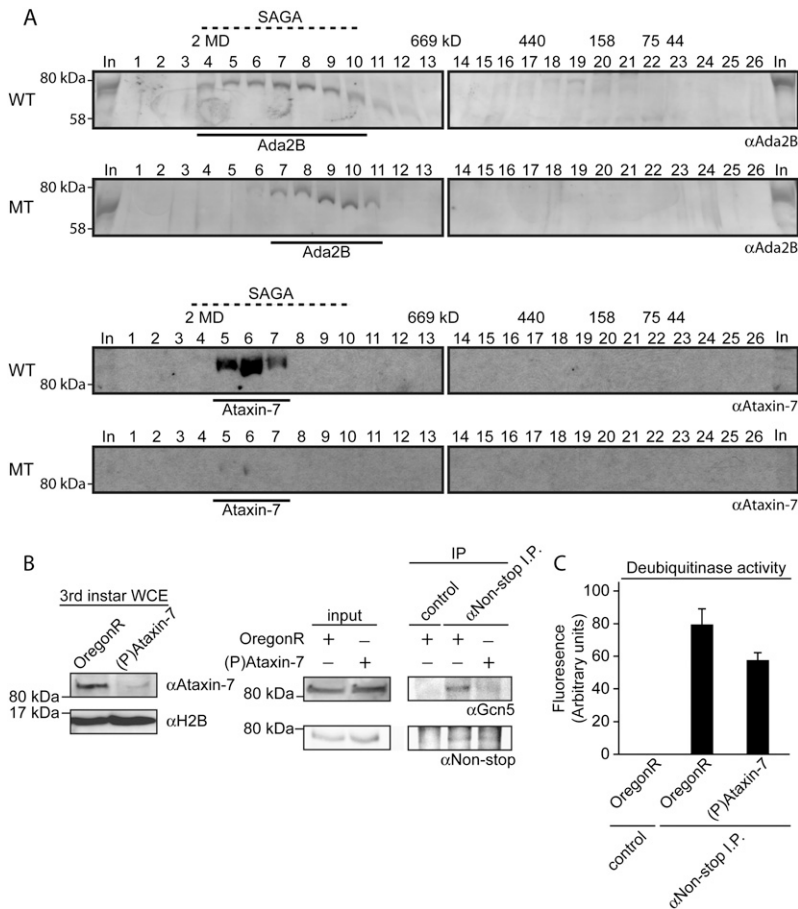 A
SAGA
2 MD 669 kD 440 158 75 44
In 1 2 3 4 5 6 7 8 9 10 11 12 13 14 15 16 17 18 19 20 21 22 23 24 25 26 In
80 kDa
WT
58
Ada2B
αAda2B
1 2 3 4 5 6 7 8 9 10 11 12 13 14 15 16 17 18 19 20 21 22 23 24 25 26
80 kDa
MT
58
Ada2B
αAda2B
SAGA
2 MD 669 kD 440 158 75 44
In 1 2 3 4 5 6 7 8 9 10 11 12 13 14 15 16 17 18 19 20 21 22 23 24 25 26 In
WT
80 kDa
Ataxin-7
αAtaxin-7
In 1 2 3 4 5 6 7 8 9 10 11 12 13 14 15 16 17 18 19 20 21 22 23 24 25 26 In
MT
80 kDa
Ataxin-7
αAtaxin-7
B
3rd instar WCE
OregonR
(P)Ataxin-7
αAtaxin-7
80 kDa
17 kDa
αH2B
IP
input
control
αNon-stop I.P.
OregonR + – + + –
(P)Ataxin-7 – + – – +
80 kDa
αGcn5
80 kDa
αNon-stop
C
Deubiquitinase activity
Fluoresence
(Arbitrary units)
100
80
60
40
20
0
OregonR
OregonR
(P)Ataxin-7
control
αNon-stop I.P.